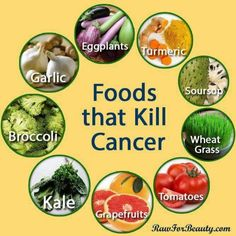 Eggplants
Turmeric
Garlic
Soursop
Foods
that Kill
Cancer
Broccoli
Wheat
Grass
Kale
Grapefruits
Tomatoes
RawForBeauty.com